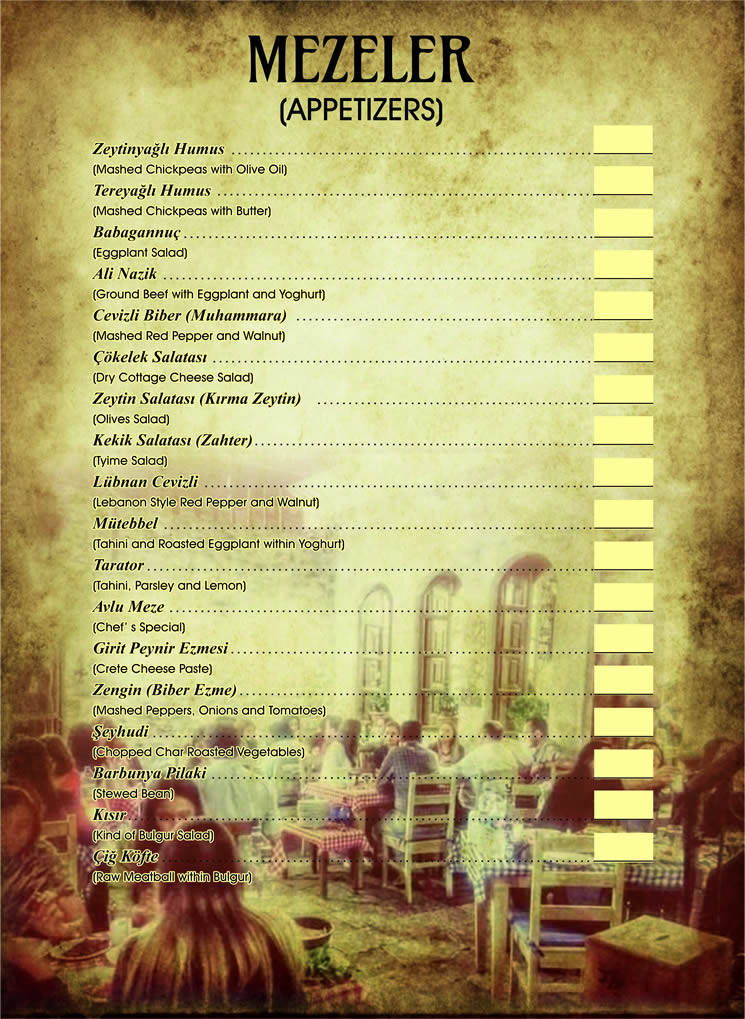 MEZELER
(APPETIZERS)
Zeytinyağlı Humus
(Mashed Chickpeas with Olive Oil)
Tereyağlı Humus
(Mashed Chickpeas with Butter)
Babagannuç
(Eggplant Salad)
Ali Nazik
(Ground Beef with Eggplant and Yoghurt)
Cevizli Biber (Muhammara)
(Mashed Red Pepper and Walnut)
Çökelek Salatası
(Dry Cottage Cheese Salad)
Zeytin Salatası (Kırma Zeytin)
(Olives Salad)
Kekik Salatası (Zahter)
(Tyime Salad)
Lübnan Cevizli
(Lebanon Style Red Pepper and Walnut)
Mütebbel
(Tahini and Roasted Eggplant within Yoghurt)
Tarator
(Tahini, Parsley and Lemon)
Avlu Meze
(Chef' s Special)
Girit Peynir Ezmesi
(Crete Cheese Paste)
Zengin (Biber Ezme)
(Mashed Peppers, Onions and Tomatoes)
Şeyhudi
(Chopped Char Roasted Vegetables)
Barbunya Pilaki
(Stewed Bean)
Kısır
(Kind of Bulgur Salad)
Çiğ Köfte
(Raw Meatball within Bulgur)